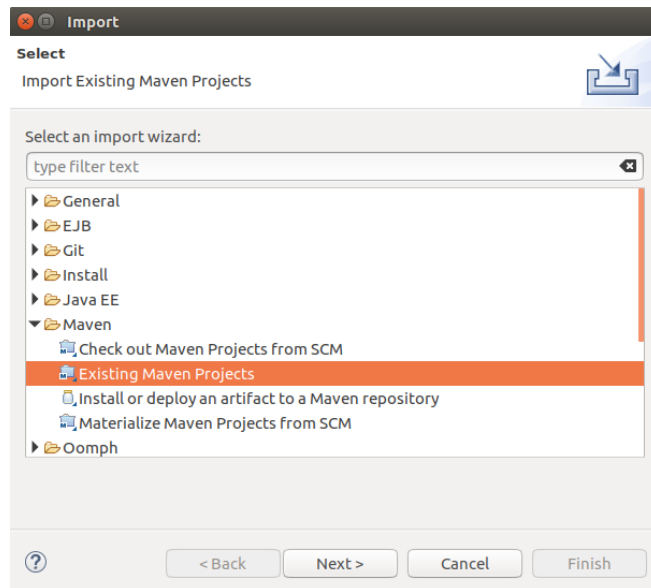 Import
Select
Import Existing Maven Projects
Select an import wizard:
type filter text
General
EJB
Git
Install
Java EE
Maven
Check out Maven Projects from SCM
Existing Maven Projects
Install or deploy an artifact to a Maven repository
Materialize Maven Projects from SCM
Oomph
?
< Back Next > Cancel Finish